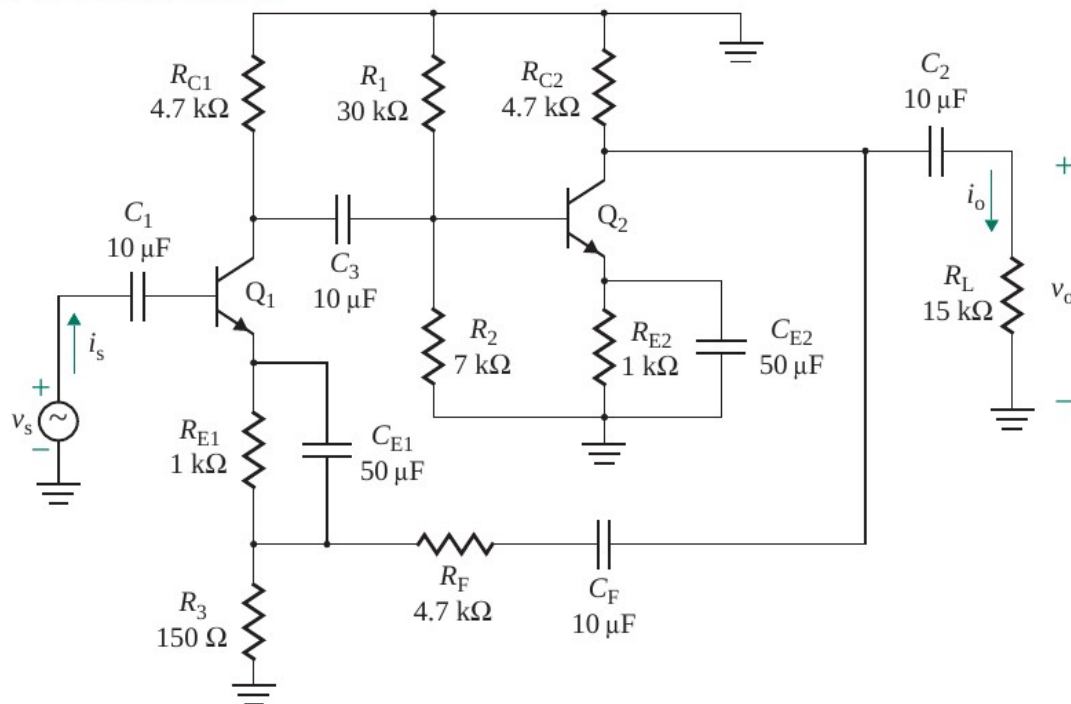 R_C1
4.7 kΩ
R_1
30 kΩ
R_C2
4.7 kΩ
C_2
10 μF
C_1
10 μF
C_3
10 μF
Q_1
Q_2
i_s
+
v_s
~
−
R_2
7 kΩ
R_E2
1 kΩ
C_E2
50 μF
i_o
R_L
15 kΩ
+
v_o
−
R_E1
1 kΩ
C_E1
50 μF
R_F
4.7 kΩ
C_F
10 μF
R_3
150 Ω